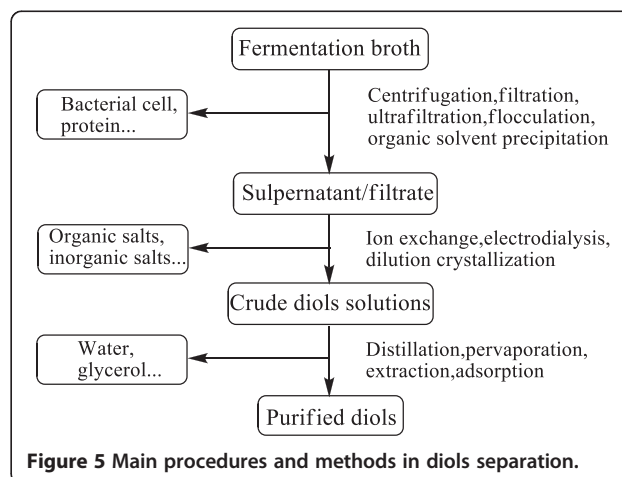 Fermentation broth
Bacterial cell,
protein...
Centrifugation,filtration,
ultrafiltration,flocculation,
organic solvent precipitation
Sulpernatant/filtrate
Organic salts,
inorganic salts...
Ion exchange,electrodialysis,
dilution crystallization
Crude diols solutions
Water,
glycerol...
Distillation,pervaporation,
extraction,adsorption
Purified diols
Figure 5 Main procedures and methods in diols separation.